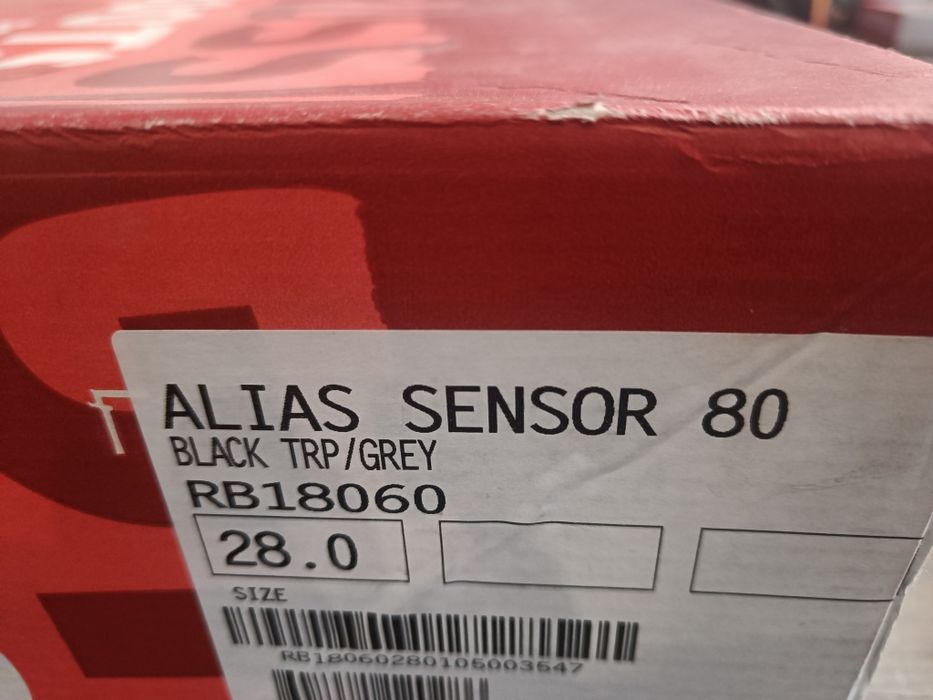 ALIAS SENSOR 80
BLACK TRP/GREY
RB18060
28.0
SIZE
RB18060280105003547